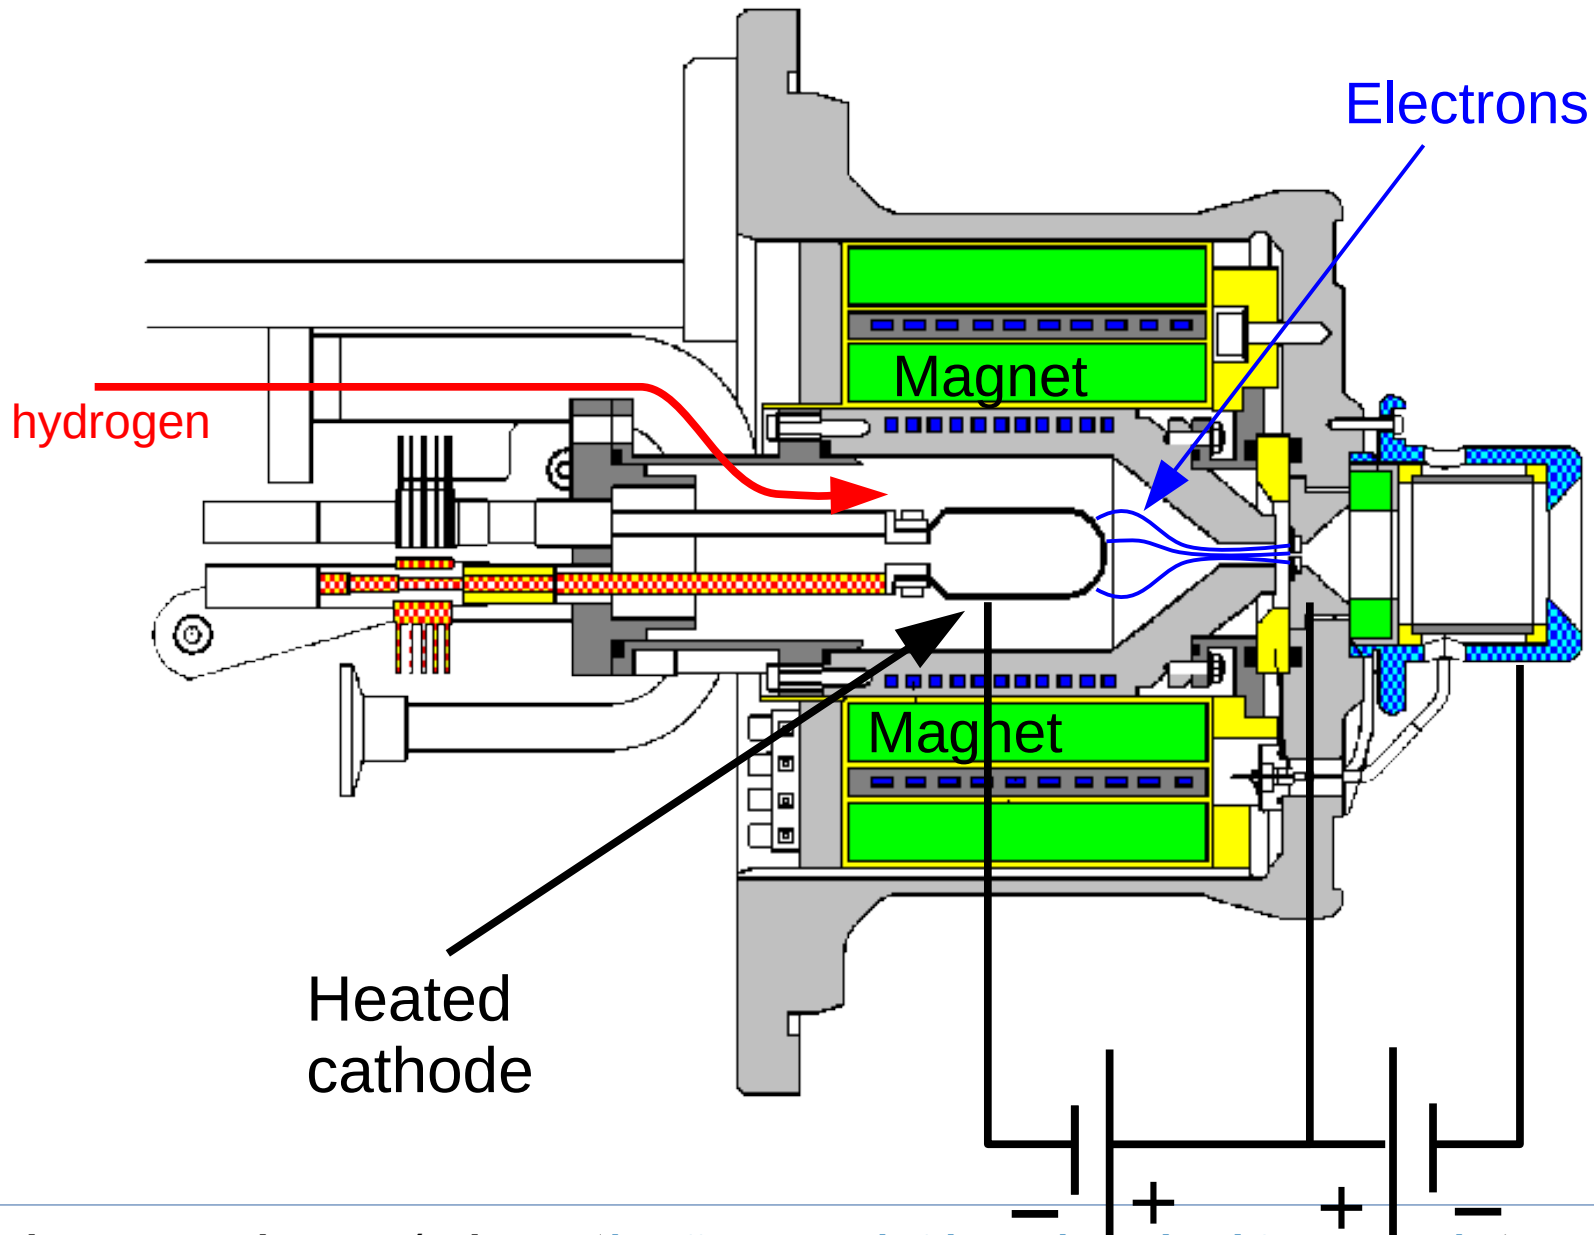 Electrons
Magnet
hydrogen
Magnet
Heated
cathode
− + + −